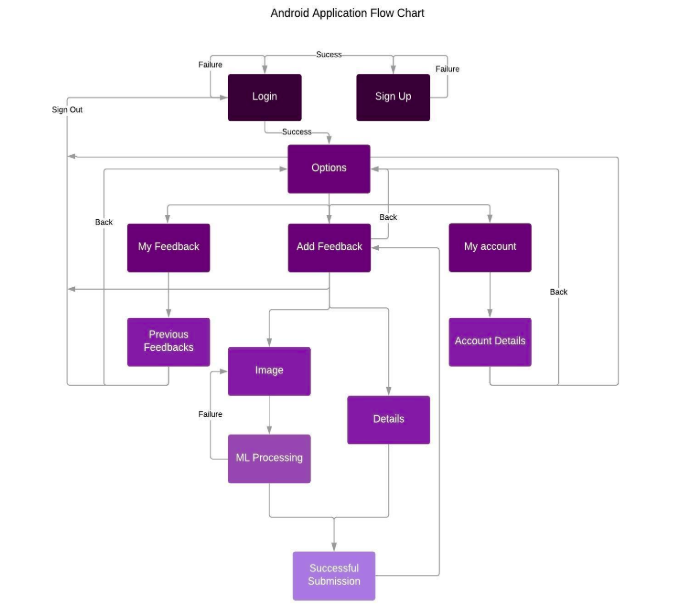 Android Application Flow Chart
Sucess
Failure
Failure
Login
Sign Up
Sign Out
Success
Options
Back
Back
My Feedback
Add Feedback
My account
Back
Previous
Feedbacks
Account Details
Image
Failure
Details
ML Processing
Successful
Submission